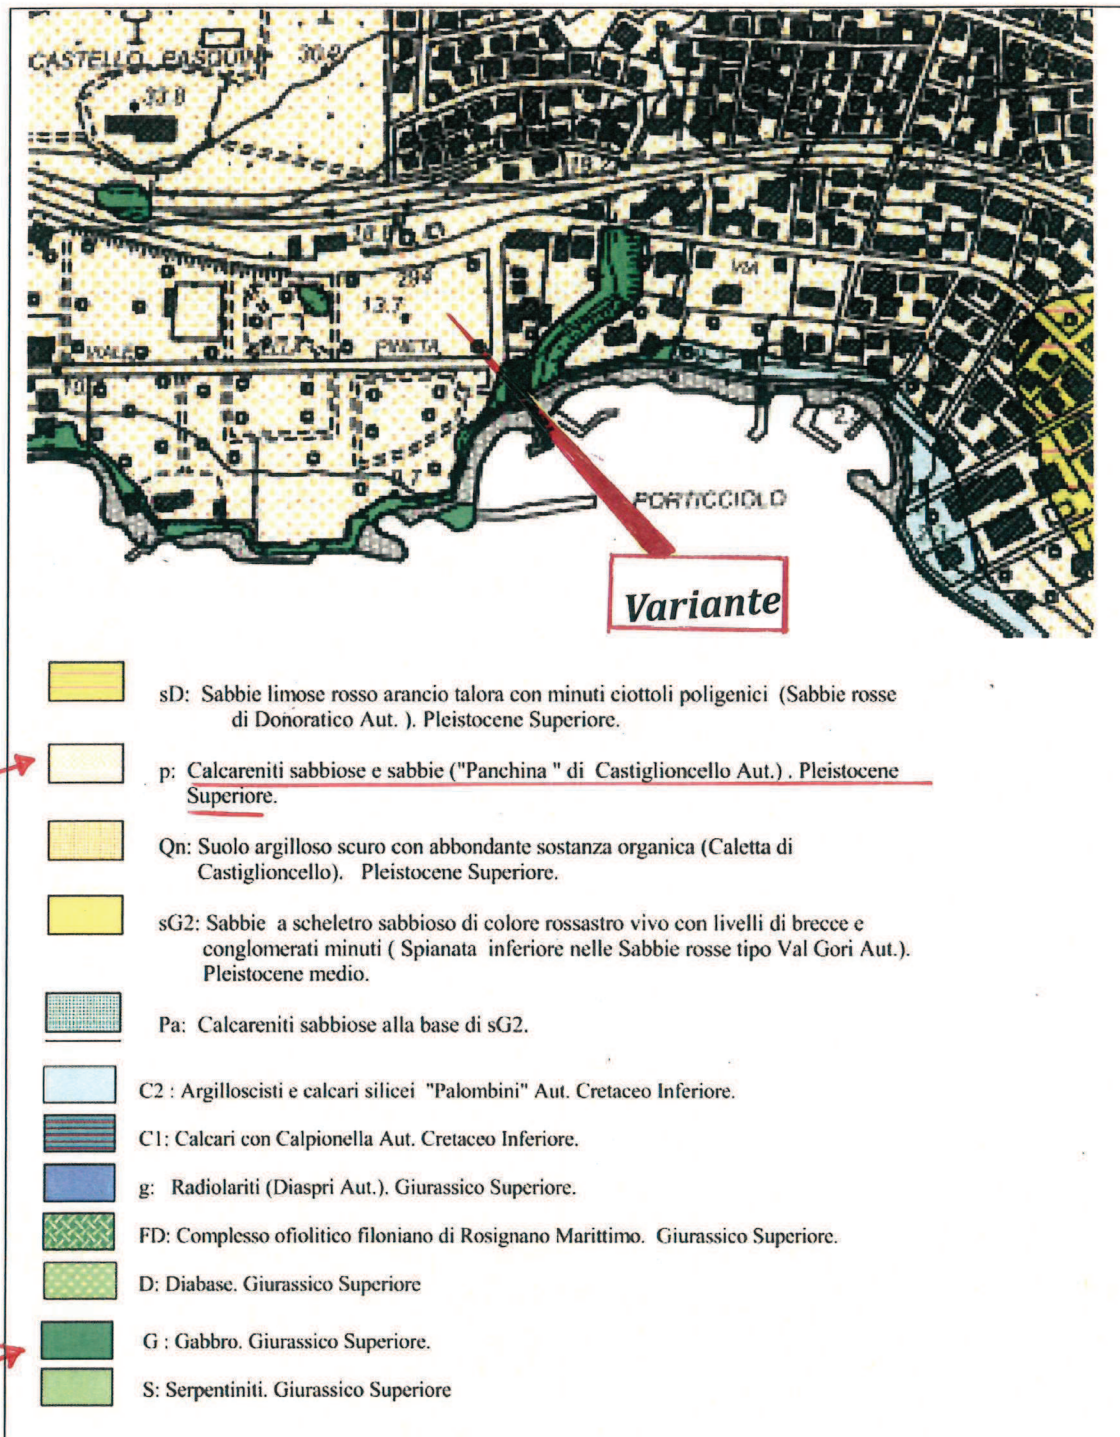 CASTELLO PASQUINI
30.9
33.8
13.7
VIALE DELLA PINETA
PORTICCIOLO
Variante
sD: Sabbie limose rosso arancio talora con minuti ciottoli poligenici (Sabbie rosse
di Donoratico Aut. ). Pleistocene Superiore.
p: Calcareniti sabbiose e sabbie ("Panchina " di Castiglioncello Aut.) . Pleistocene
Superiore.
Qn: Suolo argilloso scuro con abbondante sostanza organica (Caletta di
Castiglioncello). Pleistocene Superiore.
sG2: Sabbie a scheletro sabbioso di colore rossastro vivo con livelli di brecce e
conglomerati minuti ( Spianata inferiore nelle Sabbie rosse tipo Val Gori Aut.).
Pleistocene medio.
Pa: Calcareniti sabbiose alla base di sG2.
C2 : Argilloscisti e calcari silicei "Palombini" Aut. Cretaceo Inferiore.
C1: Calcari con Calpionella Aut. Cretaceo Inferiore.
g: Radiolariti (Diaspri Aut.). Giurassico Superiore.
FD: Complesso ofiolitico filoniano di Rosignano Marittimo. Giurassico Superiore.
D: Diabase. Giurassico Superiore
G : Gabbro. Giurassico Superiore.
S: Serpentiniti. Giurassico Superiore